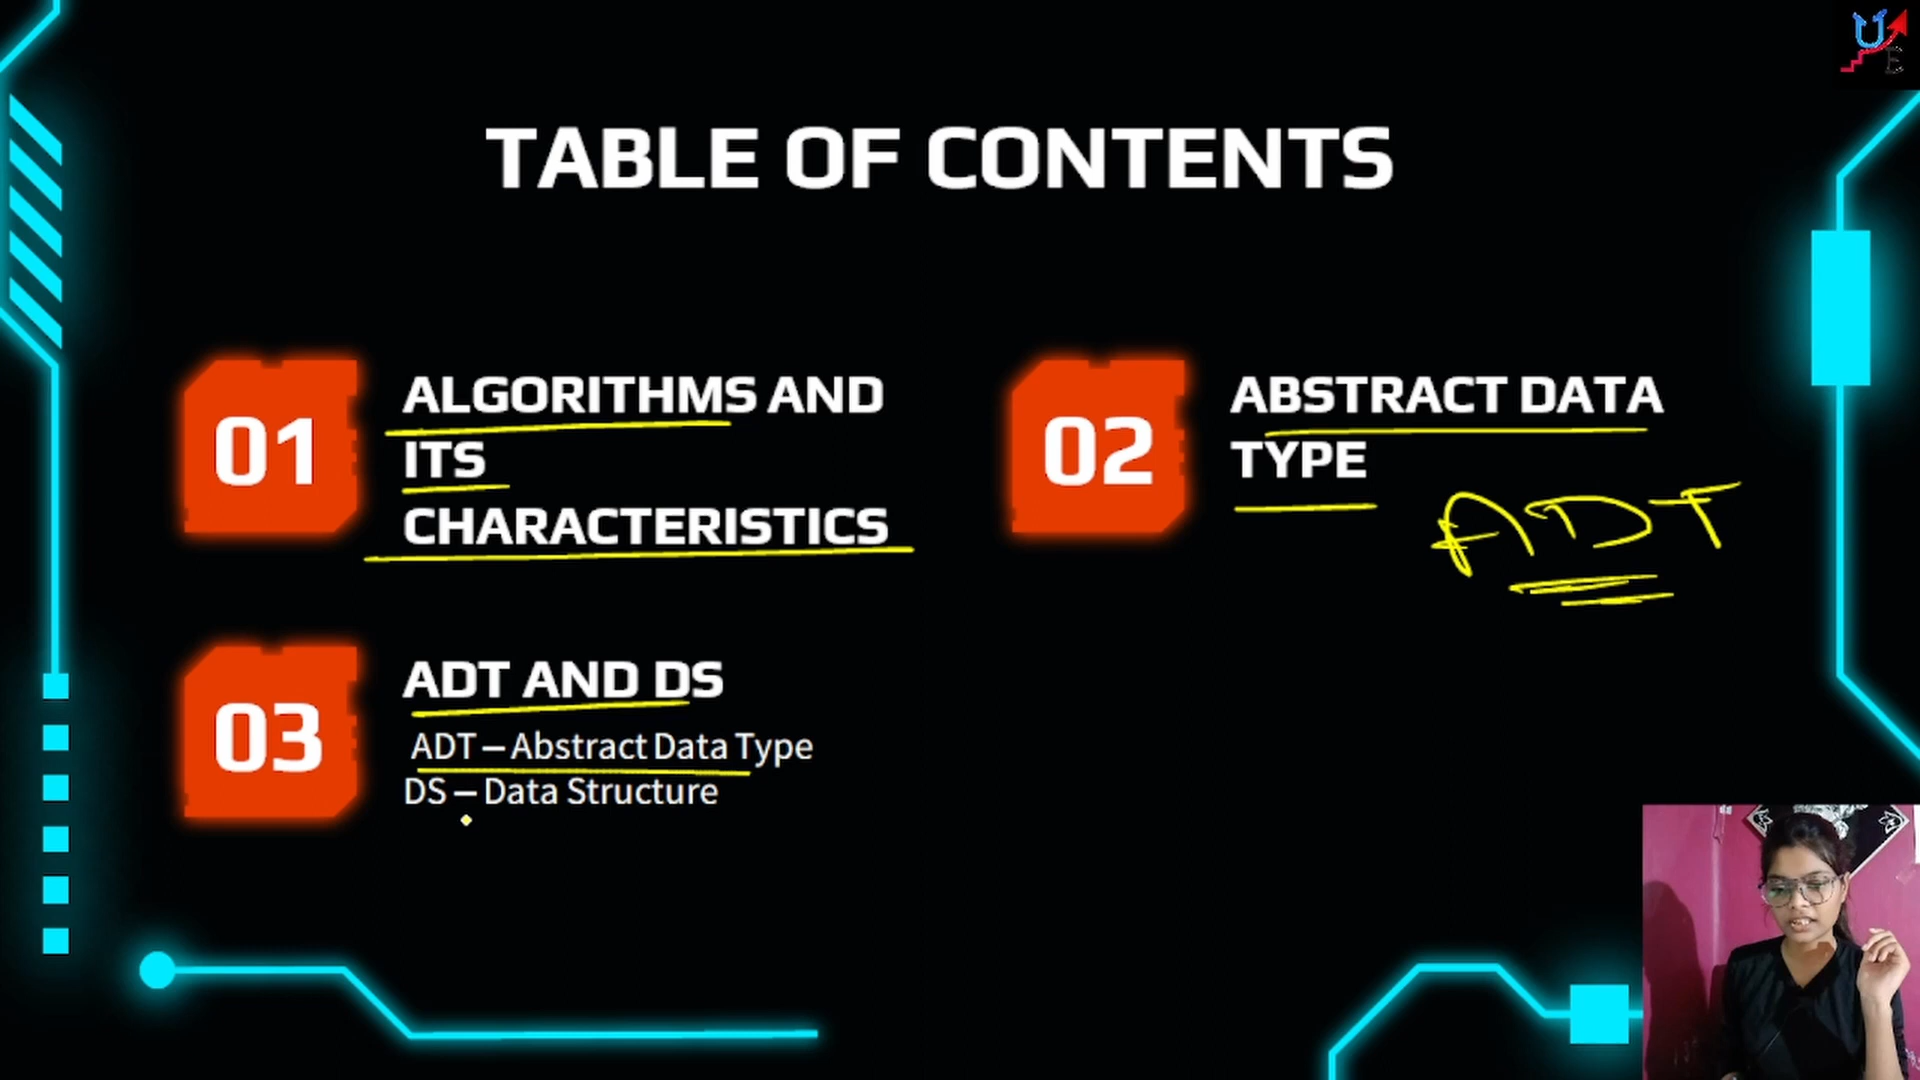 UE
TABLE OF CONTENTS
01
ALGORITHMS AND
ITS
CHARACTERISTICS
02
ABSTRACT DATA
TYPE
ADT
03
ADT AND DS
ADT – Abstract Data Type
DS – Data Structure